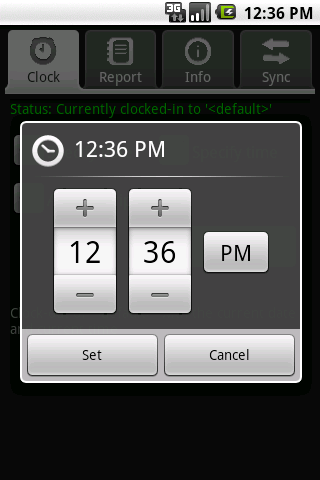 3G
12:36 PM
Clock
Report
Info
Sync
Status: Currently clocked-in to '<default>'
12:36 PM
12
36
PM
Set
Cancel